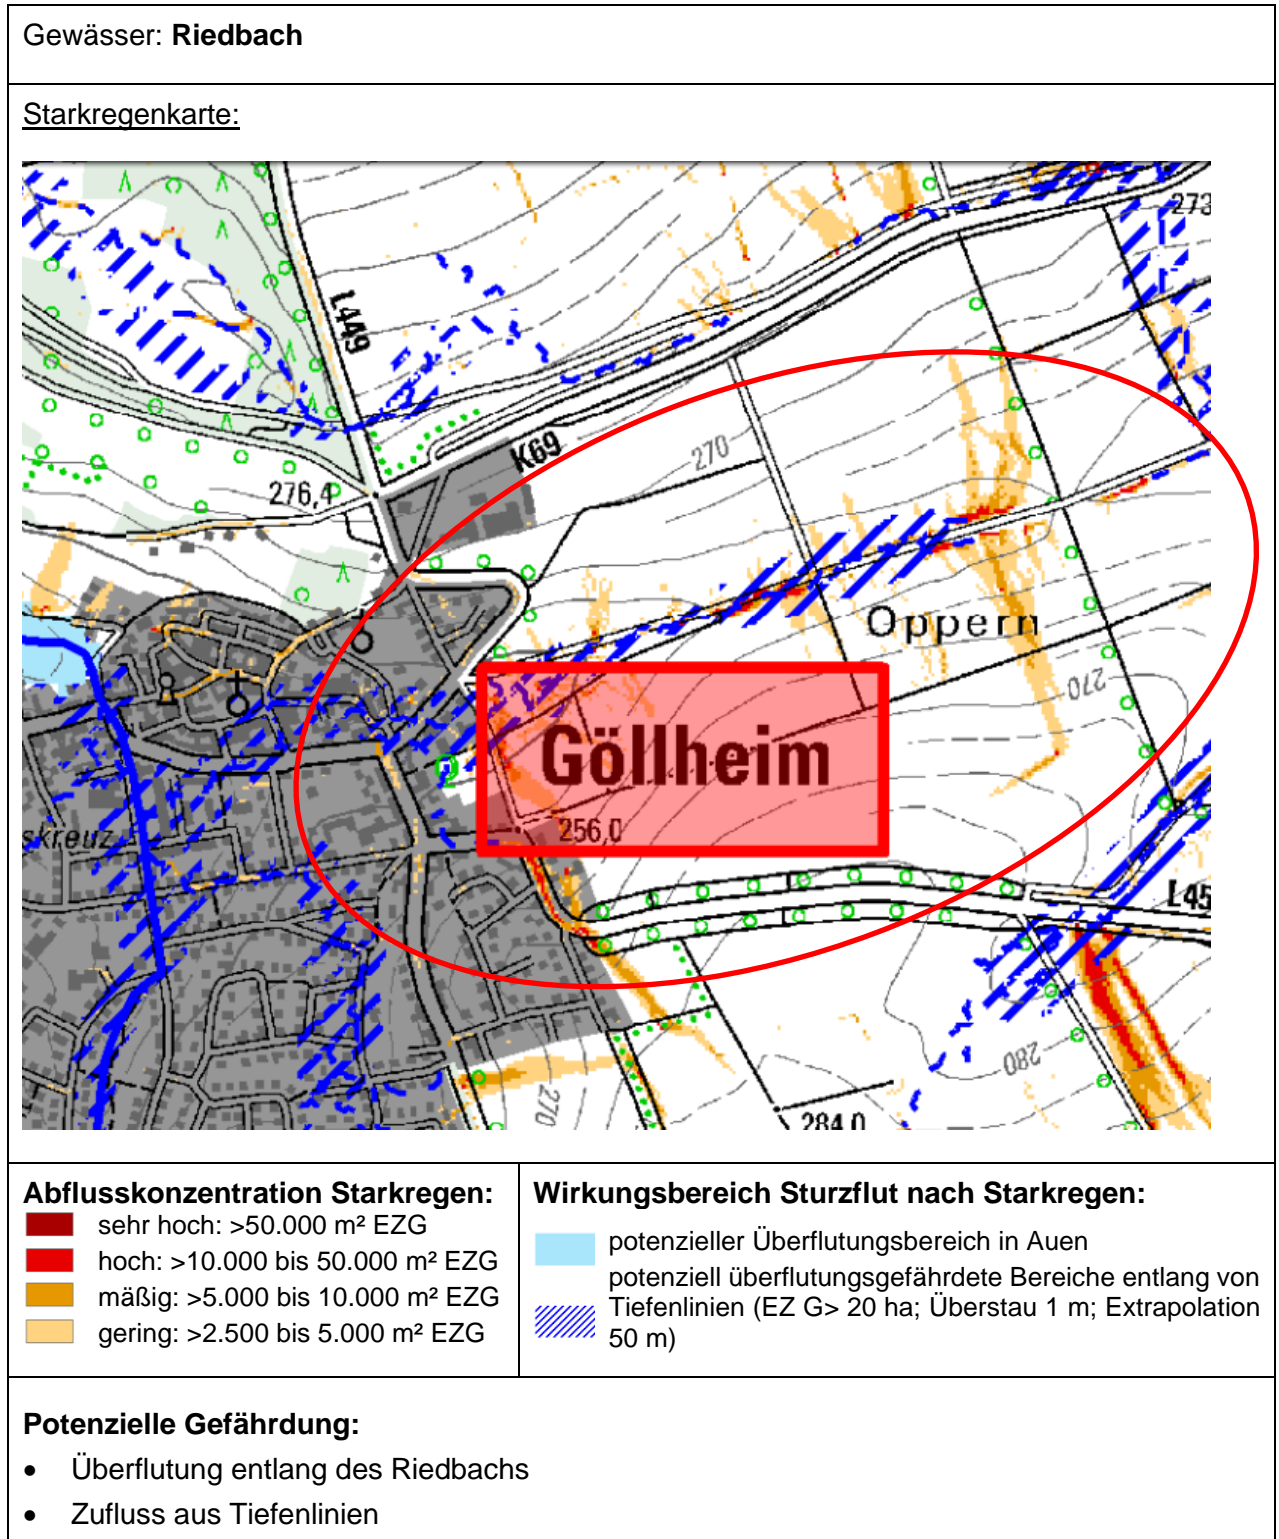 Gewässer: Riedbach
Starkregenkarte:
273
L449
K69
270
276,4
Oppern
270
Göllheim
256,0
skreuz
L45
280
270
284,0
Abflusskonzentration Starkregen:
sehr hoch: >50.000 m² EZG
hoch: >10.000 bis 50.000 m² EZG
mäßig: >5.000 bis 10.000 m² EZG
gering: >2.500 bis 5.000 m² EZG
Wirkungsbereich Sturzflut nach Starkregen:
potenzieller Überflutungsbereich in Auen
potenziell überflutungsgefährdete Bereiche entlang von
Tiefenlinien (EZ G> 20 ha; Überstau 1 m; Extrapolation
50 m)
Potenzielle Gefährdung:
• Überflutung entlang des Riedbachs
• Zufluss aus Tiefenlinien